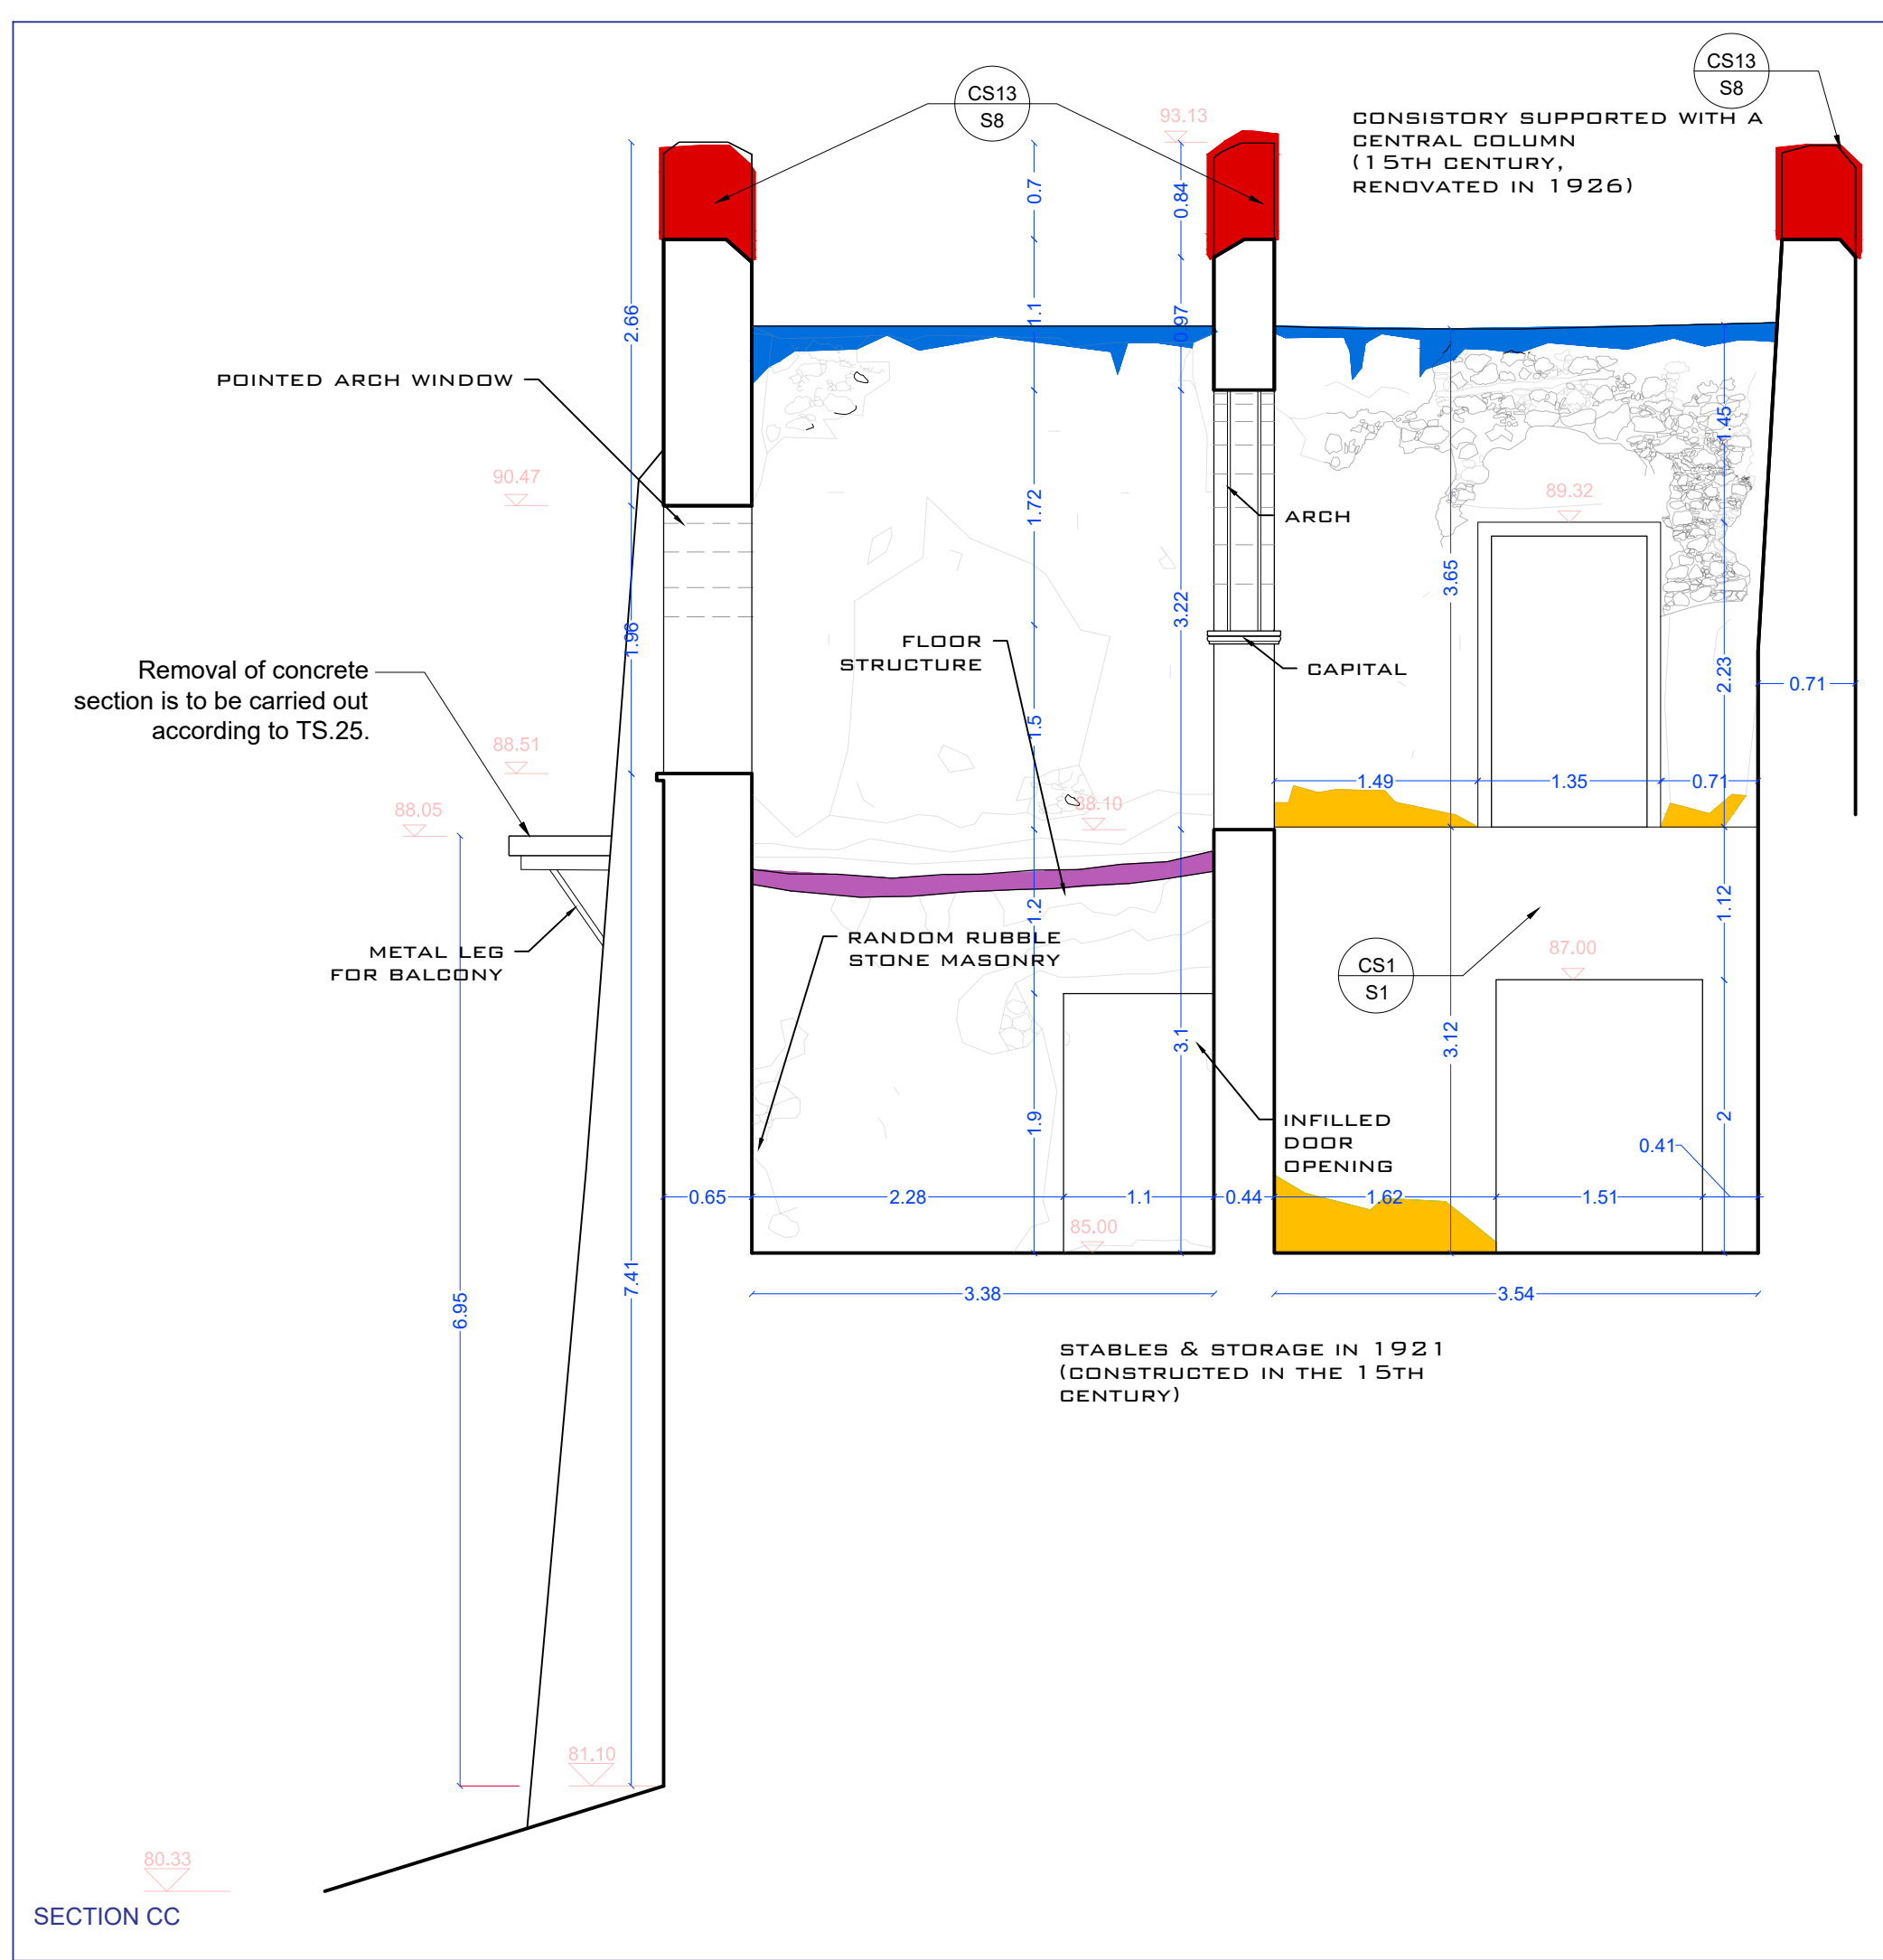 CS13
S8
CS13
S8
93.13
CONSISTORY SUPPORTED WITH A
CENTRAL COLUMN
(15TH CENTURY,
RENOVATED IN 1926)
0.7
0.84
2.66
1.1
0.97
POINTED ARCH WINDOW
1.45
90.47
89.32
1.72
ARCH
3.65
3.22
1.96
FLOOR
STRUCTURE
CAPITAL
2.23
0.71
Removal of concrete
section is to be carried out
according to TS.25.
1.5
88.51
1.49
1.35
0.71
88.05
88.10
1.2
1.12
RANDOM RUBBLE
STONE MASONRY
METAL LEG
FOR BALCONY
87.00
CS1
S1
3.1
3.12
1.9
2
INFILLED
DOOR
OPENING
0.41
0.65
2.28
1.1
0.44
1.62
1.51
85.00
7.41
6.95
3.38
3.54
STABLES & STORAGE IN 1921
(CONSTRUCTED IN THE 15TH
CENTURY)
81.10
80.33
SECTION CC